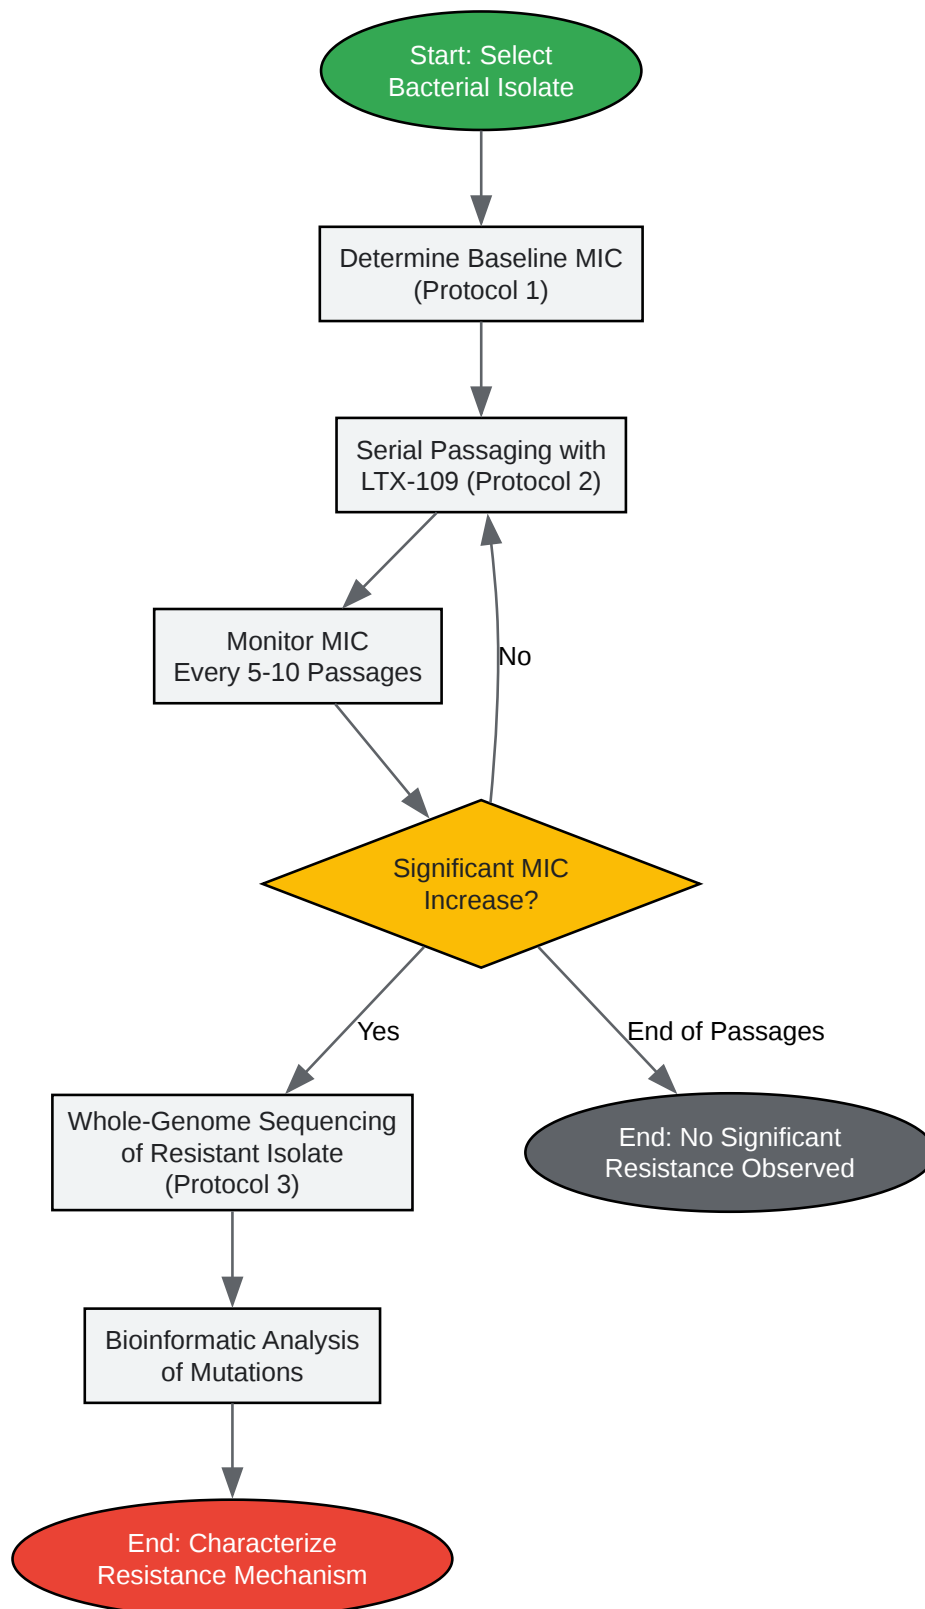 Start: Select
Bacterial Isolate
Determine Baseline MIC
(Protocol 1)
Serial Passaging with
LTX-109 (Protocol 2)
Monitor MIC
Every 5-10 Passages
No
Significant MIC
Increase?
Yes
End of Passages
Whole-Genome Sequencing
of Resistant Isolate
(Protocol 3)
End: No Significant
Resistance Observed
Bioinformatic Analysis
of Mutations
End: Characterize
Resistance Mechanism